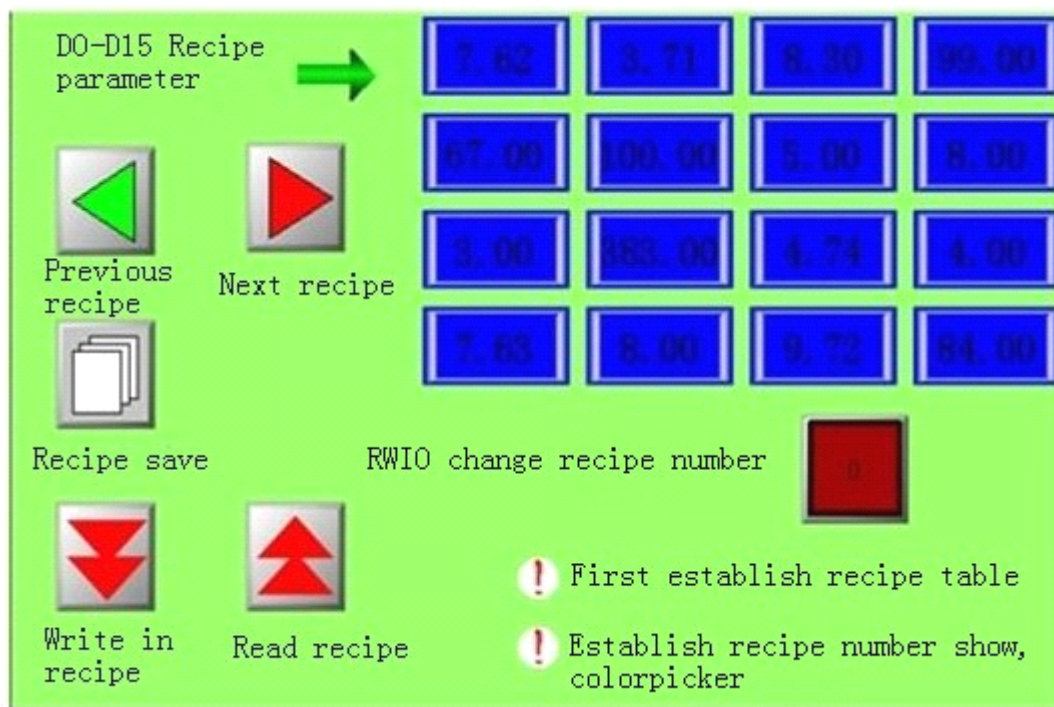 D0-D15 Recipe
parameter
7.62 3.71 8.30 99.00
67.00 100.00 5.00 8.00
3.00 383.00 4.74 4.00
7.63 8.00 9.72 84.00
Previous
recipe
Next recipe
Recipe save
RWI0 change recipe number
0
Write in
recipe
Read recipe
! First establish recipe table
! Establish recipe number show,
colorpicker